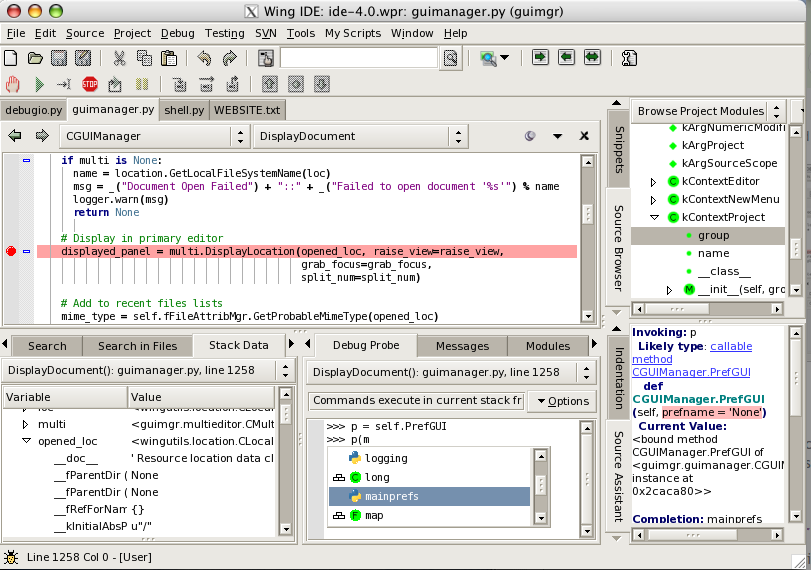 Wing IDE: ide-4.0.wpr: guimanager.py (guimgr)
File Edit Source Project Debug Testing SVN Tools My Scripts Window Help
STOP
debugio.py guimanager.py shell.py WEBSITE.txt
CGUIManager DisplayDocument
if multi is None:
name = location.GetLocalFileSystemName(loc)
msg = _("Document Open Failed") + "::" + _("Failed to open document '%s'") % name
logger.warn(msg)
return None
# Display in primary editor
displayed_panel = multi.DisplayLocation(opened_loc, raise_view=raise_view,
grab_focus=grab_focus,
split_num=split_num)
# Add to recent files lists
mime_type = self.fFileAttribMgr.GetProbableMimeType(opened_loc)
Snippets
Source Browser
Browse Project Modules
kArgNumericModifi
kArgProject
kArgSourceScope
kContextEditor
kContextNewMenu
kContextProject
group
name
__class__
__init__(self, gro
Search Search in Files Stack Data
DisplayDocument(): guimanager.py, line 1258
Variable Value
loc <wingutils.location.CLocal
multi <guimgr.multieditor.CMult
opened_loc <wingutils.location.CLocal
__doc__ ' Resource location data cl
__fParentDir ( None
__fParentDir ( None
__fRefForNam {}
__kInitialAbsP u"/"
Debug Probe Messages Modules
DisplayDocument(): guimanager.py, line 1258
Commands execute in current stack fr Options
>>> p = self.PrefGUI
>>> p(m
logging
long
mainprefs
map
Indentation
Source Assistant
Invoking: p
Likely type: callable
method
CGUIManager.PrefGUI
def
CGUIManager.PrefGUI
(self, prefname = 'None')
Current Value:
<bound method
CGUIManager.PrefGUI of
<guimgr.guimanager.CGUIM
instance at
0x2caca80>>
Completion: mainprefs
Line 1258 Col 0 - [User]